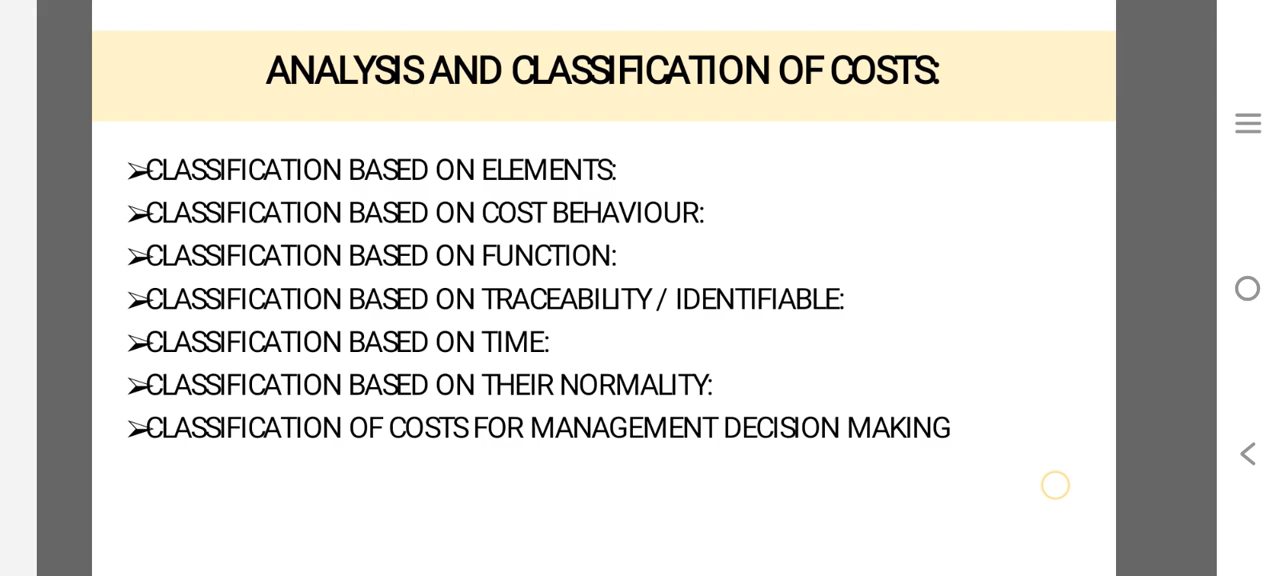 ANALYSIS AND CLASSIFICATION OF COSTS:
➢CLASSIFICATION BASED ON ELEMENTS:
➢CLASSIFICATION BASED ON COST BEHAVIOUR:
➢CLASSIFICATION BASED ON FUNCTION:
➢CLASSIFICATION BASED ON TRACEABILITY / IDENTIFIABLE:
➢CLASSIFICATION BASED ON TIME:
➢CLASSIFICATION BASED ON THEIR NORMALITY:
➢CLASSIFICATION OF COSTS FOR MANAGEMENT DECISION MAKING